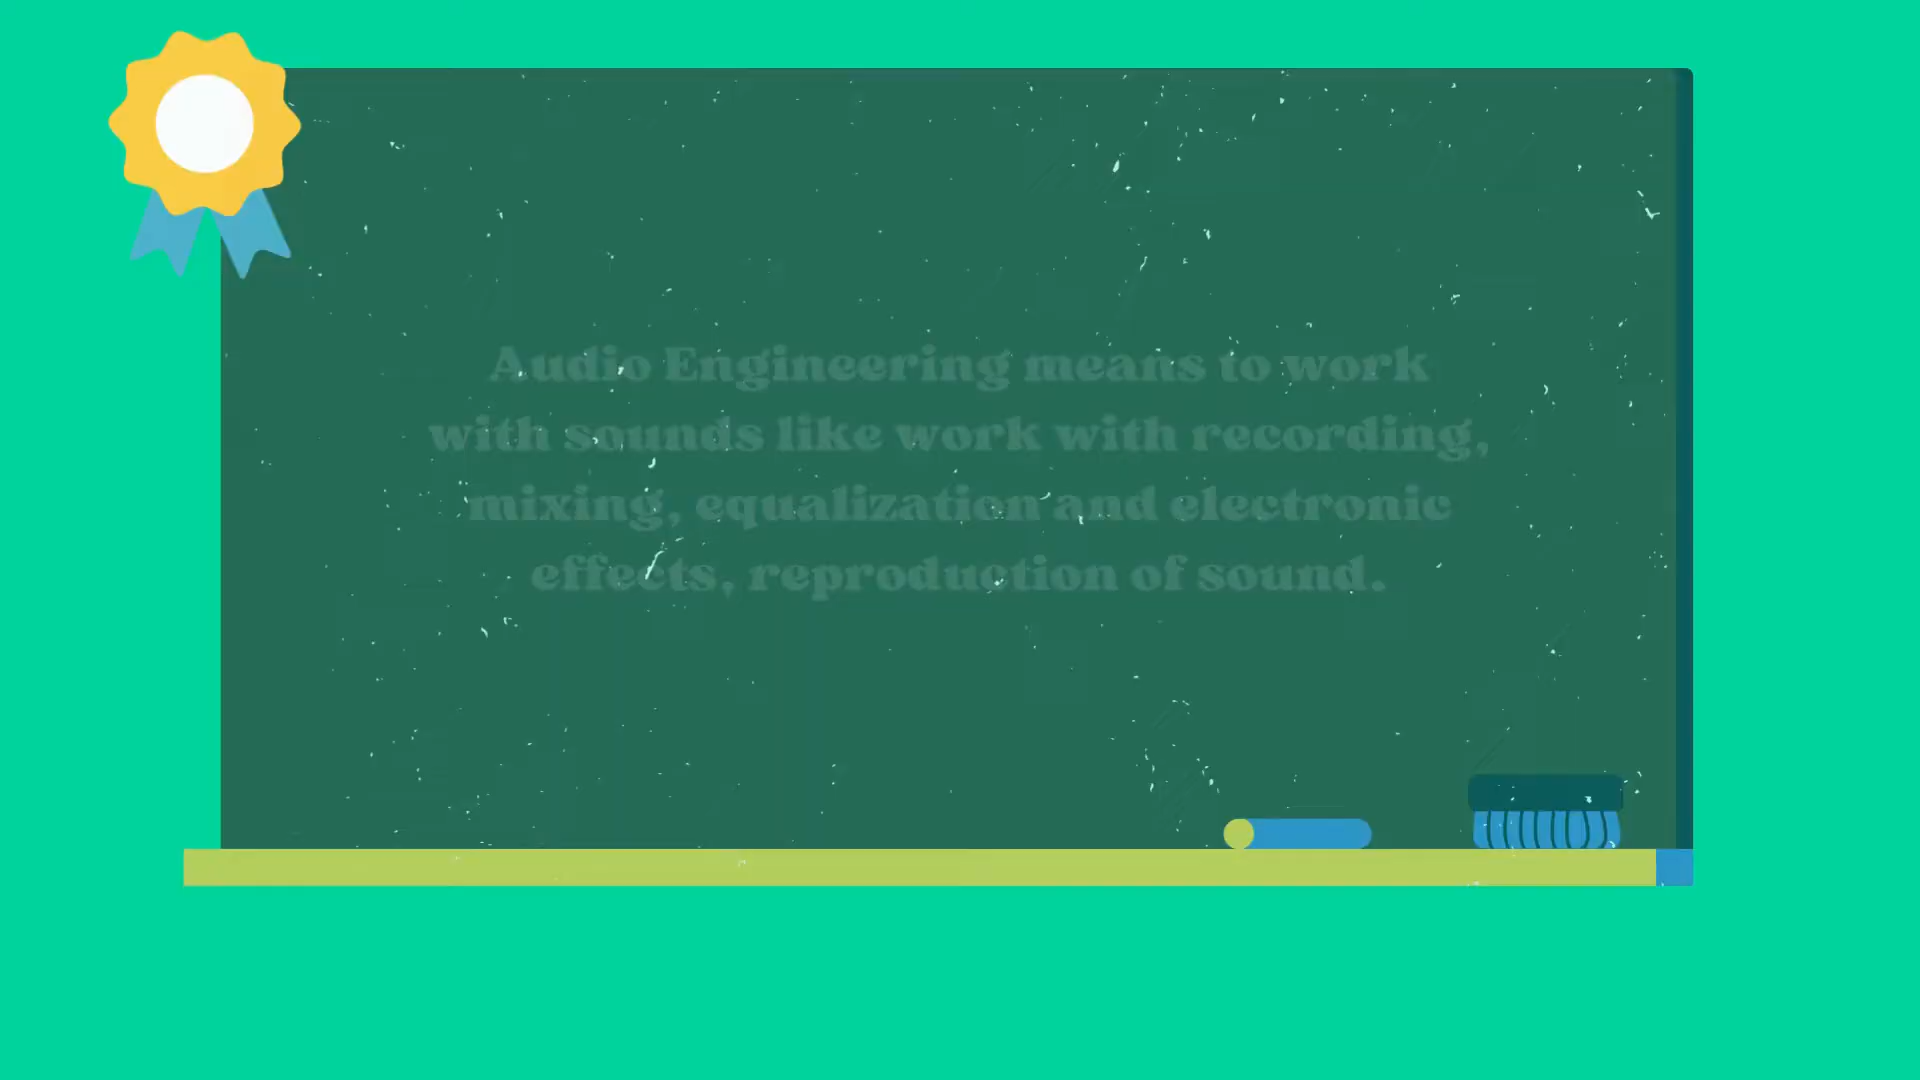 Audio Engineering means to work
with sounds like work with recording,
mixing, equalization and electronic
effects, reproduction of sound.